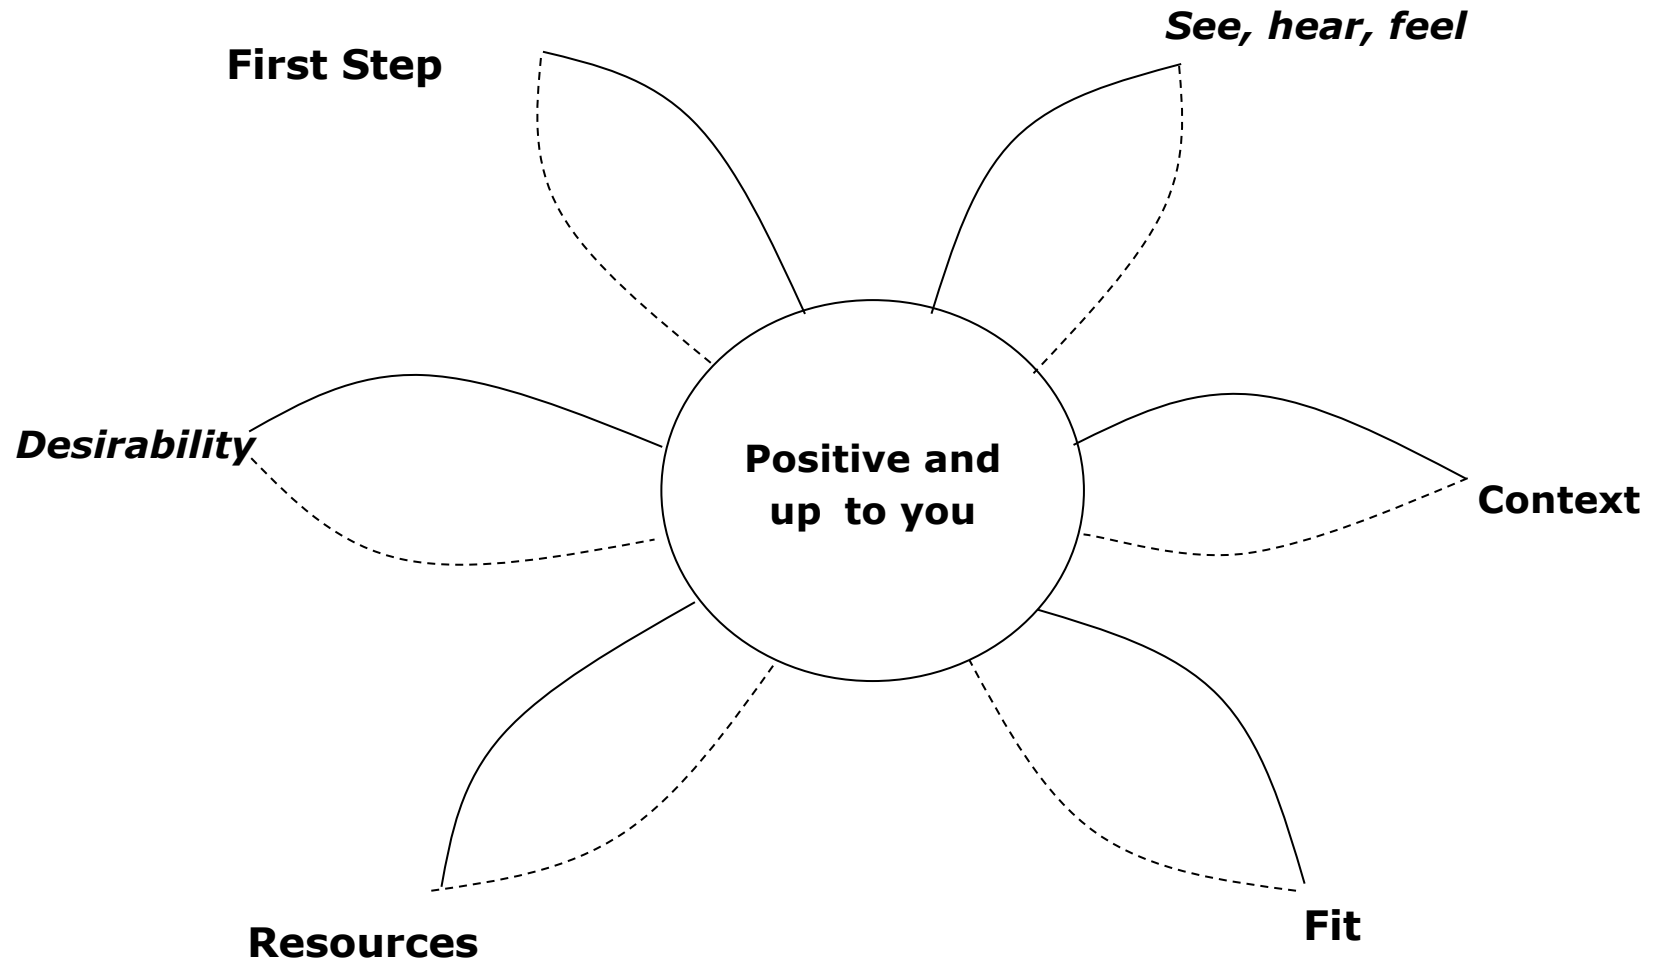 See, hear, feel
First Step
Desirability
Positive and
up to you
Context
Fit
Resources